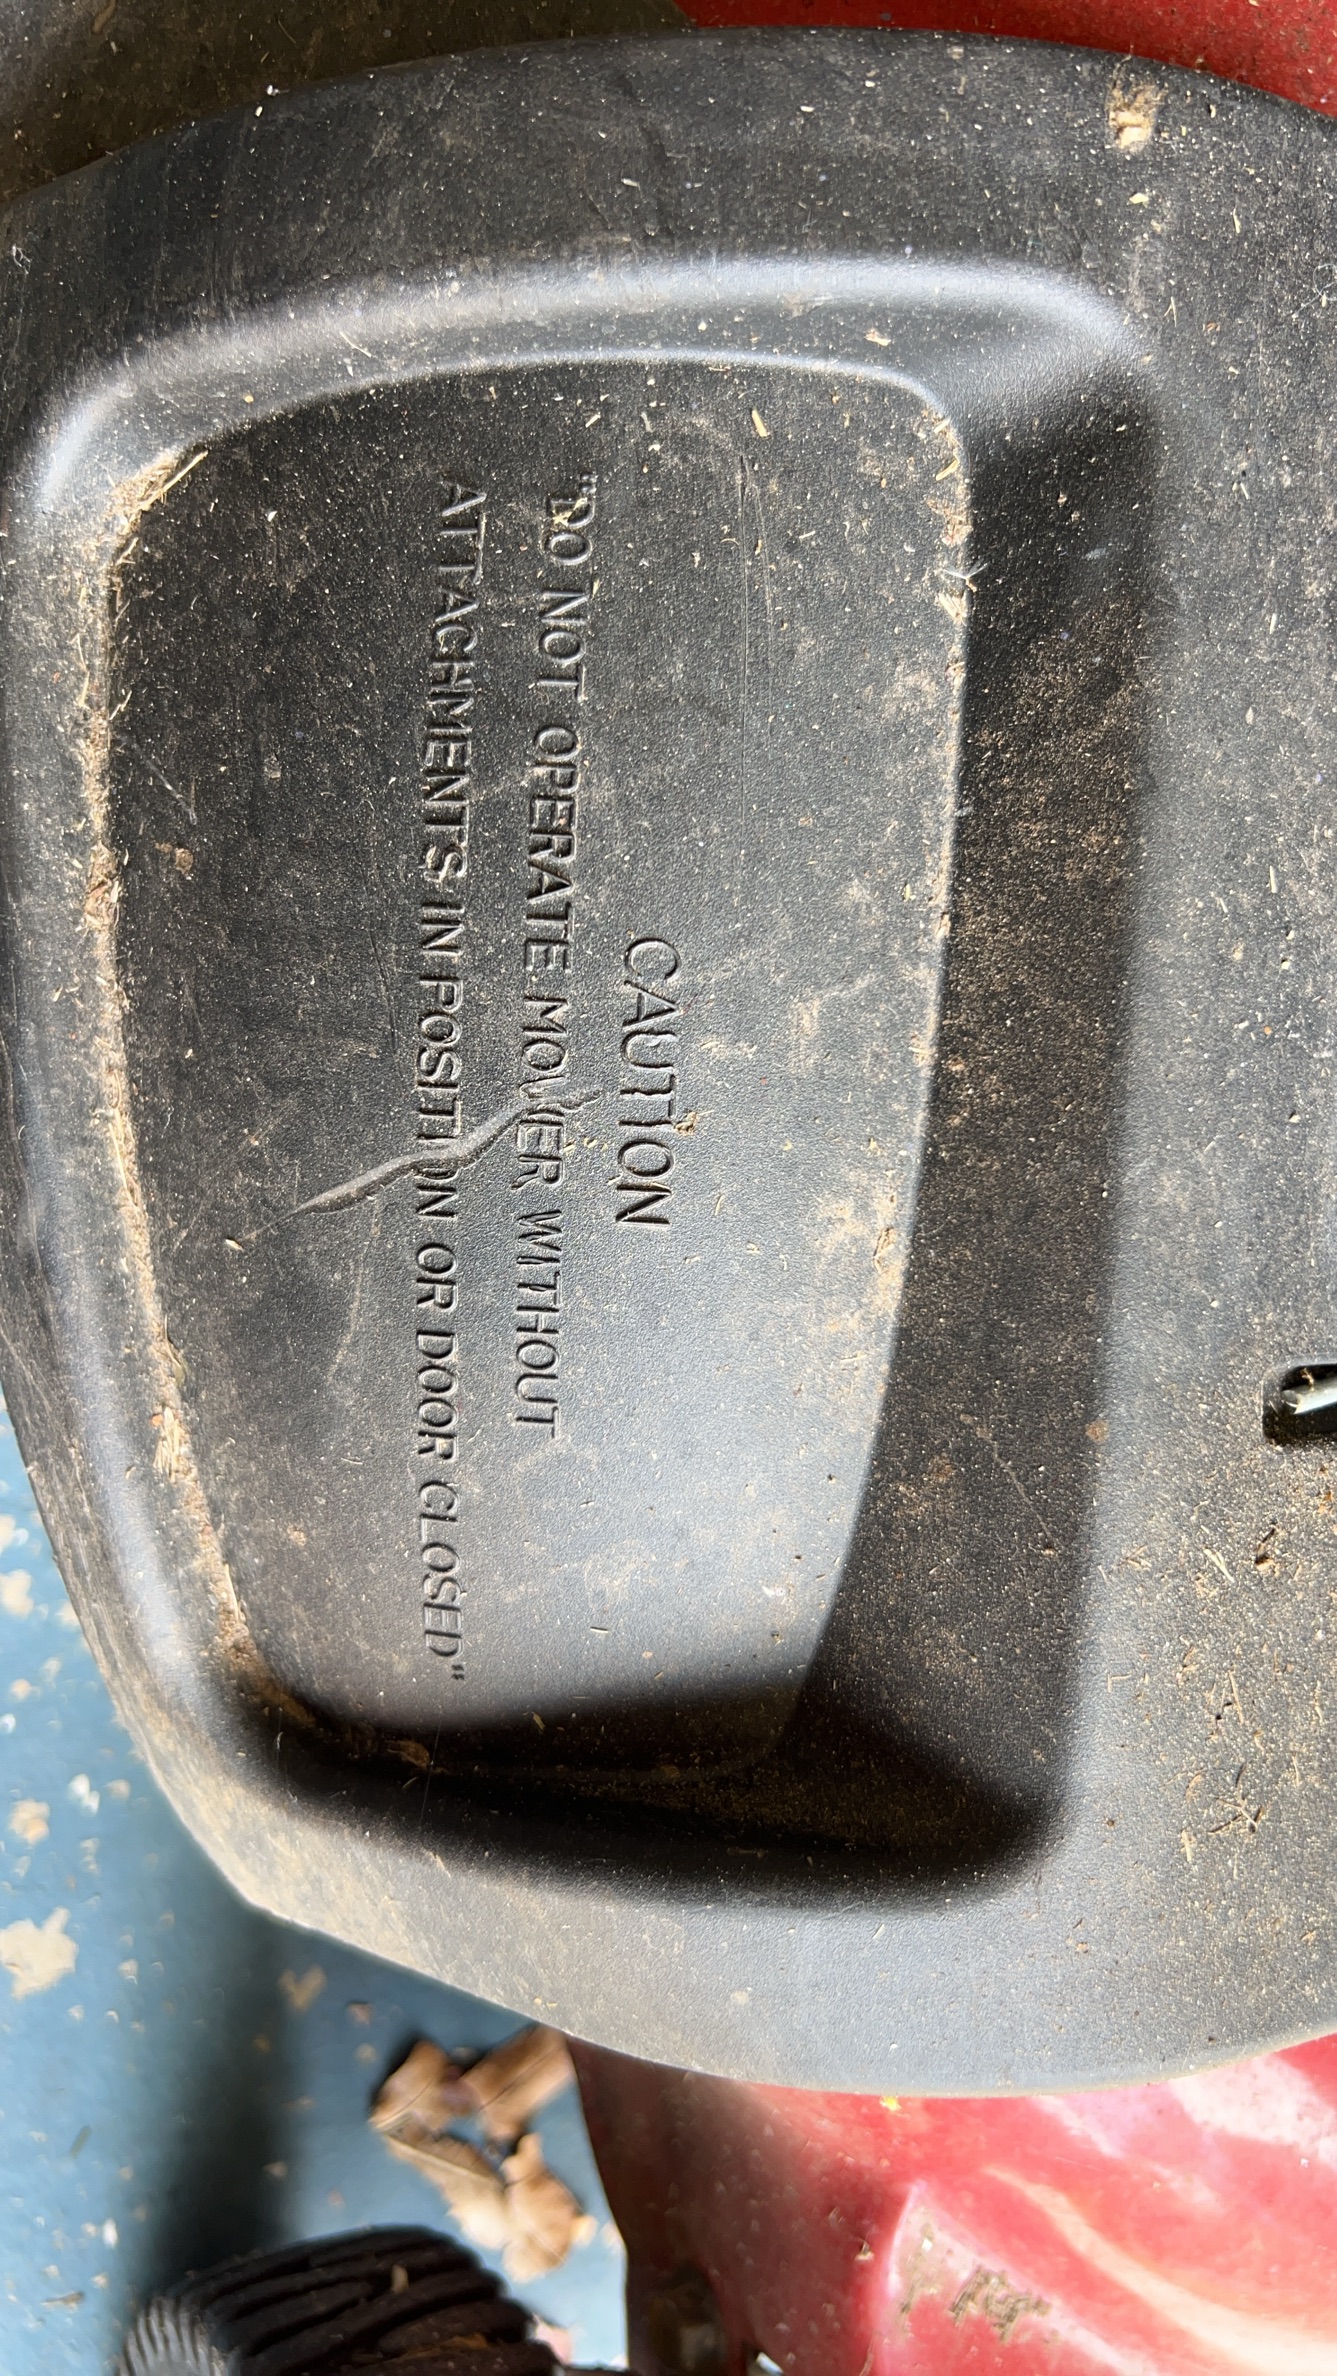 CAUTION
"DO NOT OPERATE MOWER WITHOUT
ATTACHMENTS IN POSITION OR DOOR CLOSED"